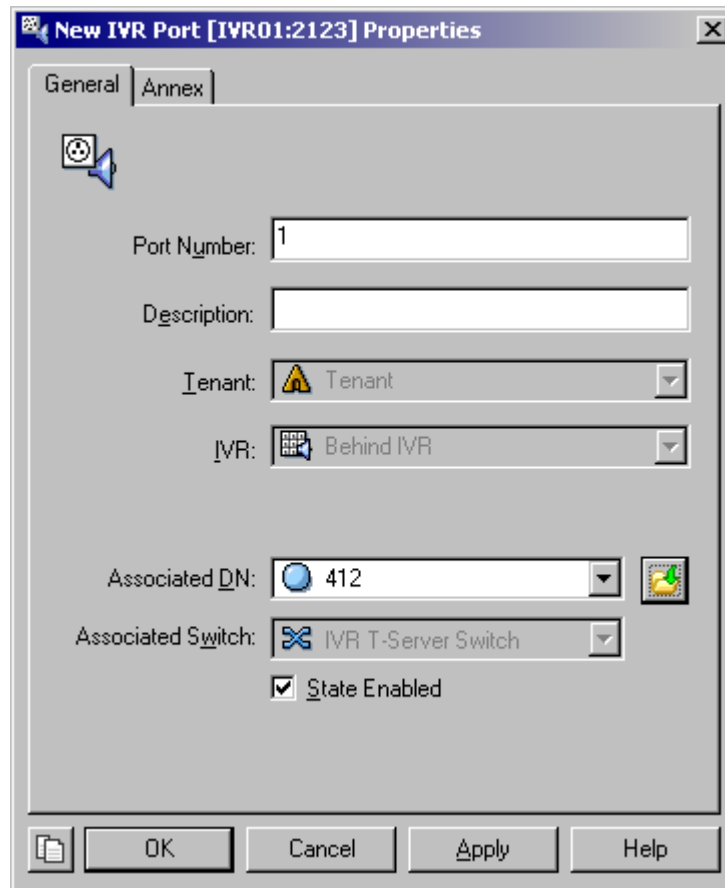 New IVR Port [IVR01:2123] Properties
General Annex
Port Number: 1
Description:
Tenant: Tenant
IVR: Behind IVR
Associated DN: 412
Associated Switch: IVR T-Server Switch
State Enabled
OK Cancel Apply Help